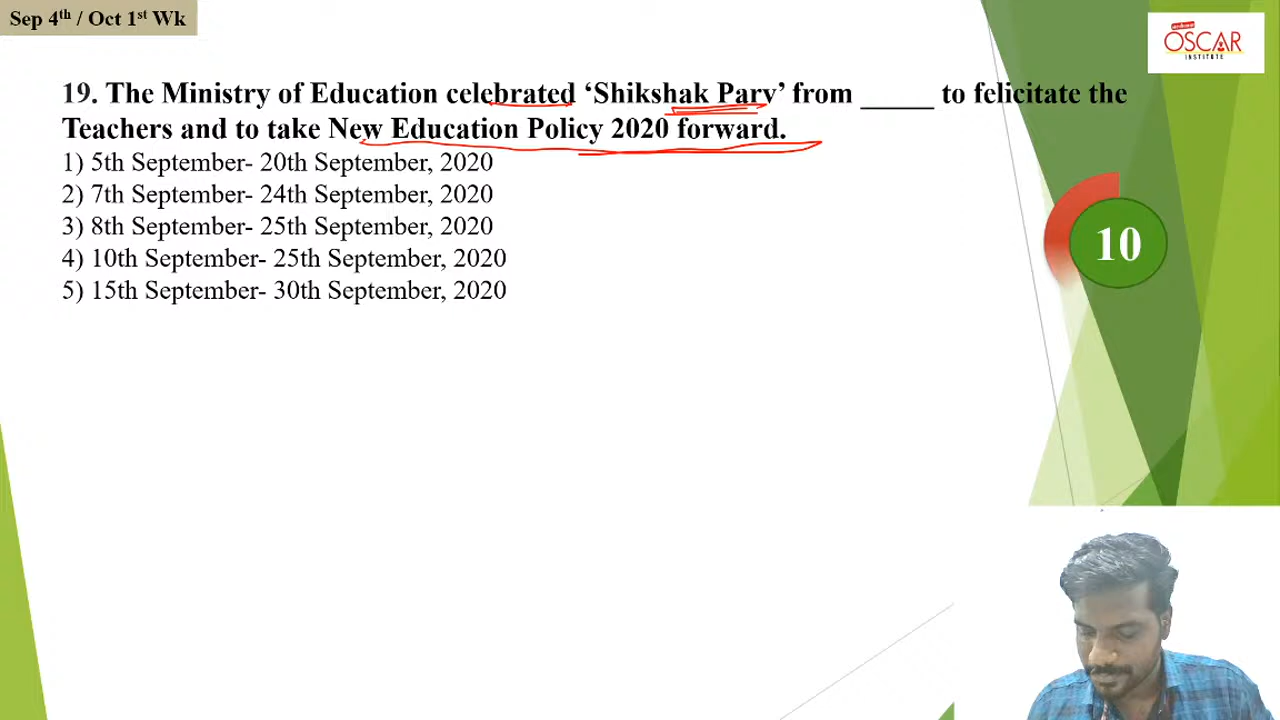 Sep 4th / Oct 1st Wk
OSCAR
INSTITUTE
19. The Ministry of Education celebrated ‘Shikshak Parv’ from _____ to felicitate the
Teachers and to take New Education Policy 2020 forward.
1) 5th September- 20th September, 2020
2) 7th September- 24th September, 2020
3) 8th September- 25th September, 2020
4) 10th September- 25th September, 2020
5) 15th September- 30th September, 2020
10